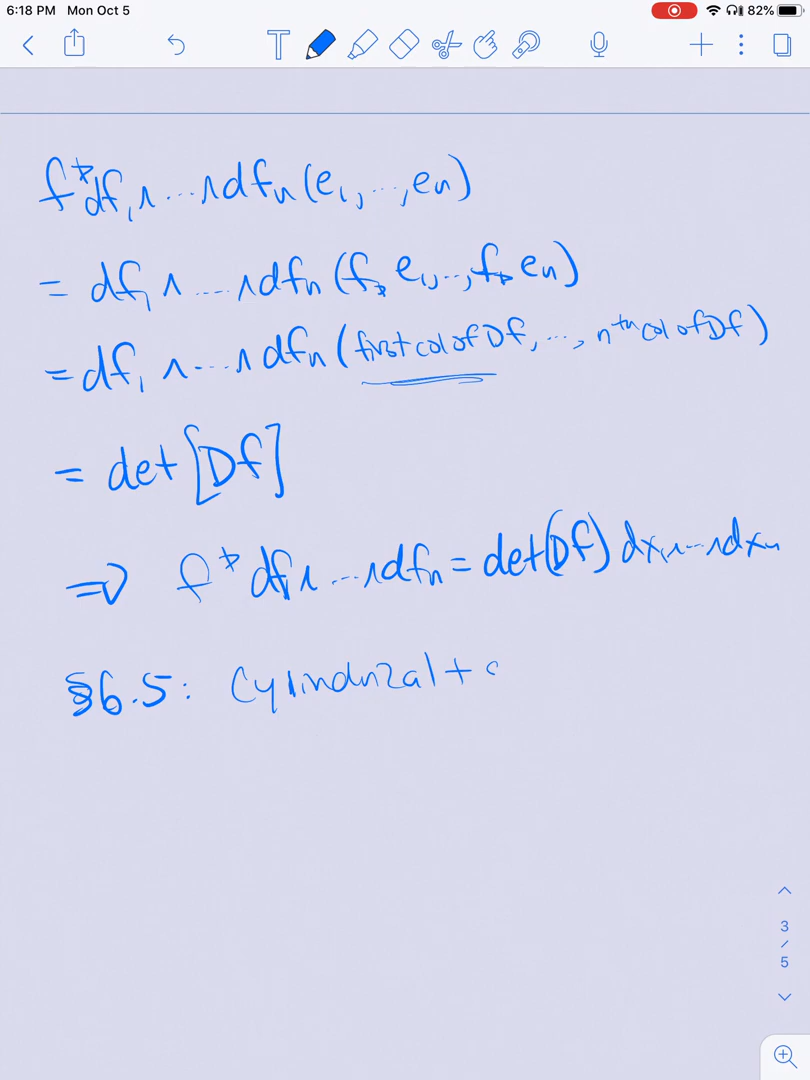 6:18 PM Mon Oct 5 82%
T
f* df₁ ∧ ... ∧ dfₙ (e₁, ..., eₙ)
= df₁ ∧ ... ∧ dfₙ (f* e₁, ..., f* eₙ)
= df₁ ∧ ... ∧ dfₙ (first col of Df, ..., nᵗʰ col of Df)
= det [Df]
⇒ f* df₁ ∧ ... ∧ dfₙ = det(Df) dx₁ ∧ ... ∧ dxₙ
§6.5: Cylindrical + c
3
/
5